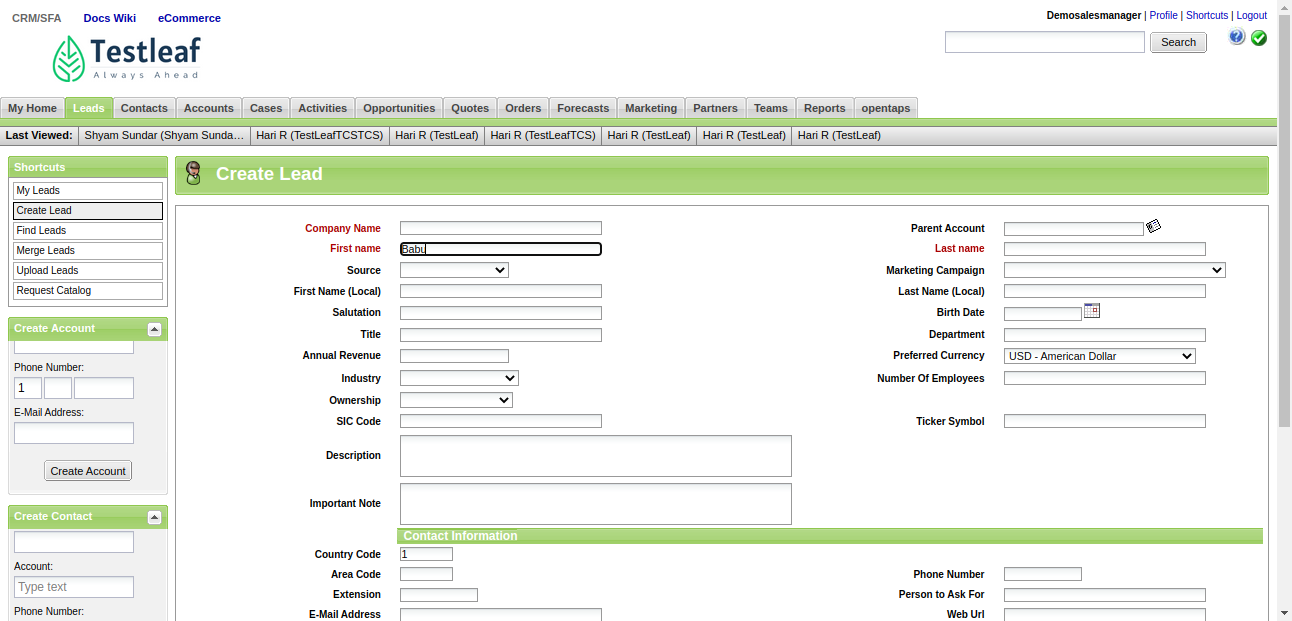 CRM/SFA Docs Wiki eCommerce
Demosalesmanager | Profile | Shortcuts | Logout
Testleaf
Always Ahead
Search
My Home Leads Contacts Accounts Cases Activities Opportunities Quotes Orders Forecasts Marketing Partners Teams Reports opentaps
Last Viewed: Shyam Sundar (Shyam Sunda... Hari R (TestLeafTCSTCS) Hari R (TestLeaf) Hari R (TestLeafTCS) Hari R (TestLeaf) Hari R (TestLeaf) Hari R (TestLeaf)
Shortcuts
My Leads
Create Lead
Find Leads
Merge Leads
Upload Leads
Request Catalog
Create Account
Phone Number:
1
E-Mail Address:
Create Account
Create Contact
Account:
Type text
Phone Number:
Create Lead
Company Name Parent Account
First name Babu Last name
Source Marketing Campaign
First Name (Local) Last Name (Local)
Salutation Birth Date
Title Department
Annual Revenue Preferred Currency USD - American Dollar
Industry Number Of Employees
Ownership
SIC Code Ticker Symbol
Description
Important Note
Contact Information
Country Code 1
Area Code Phone Number
Extension Person to Ask For
E-Mail Address Web Url